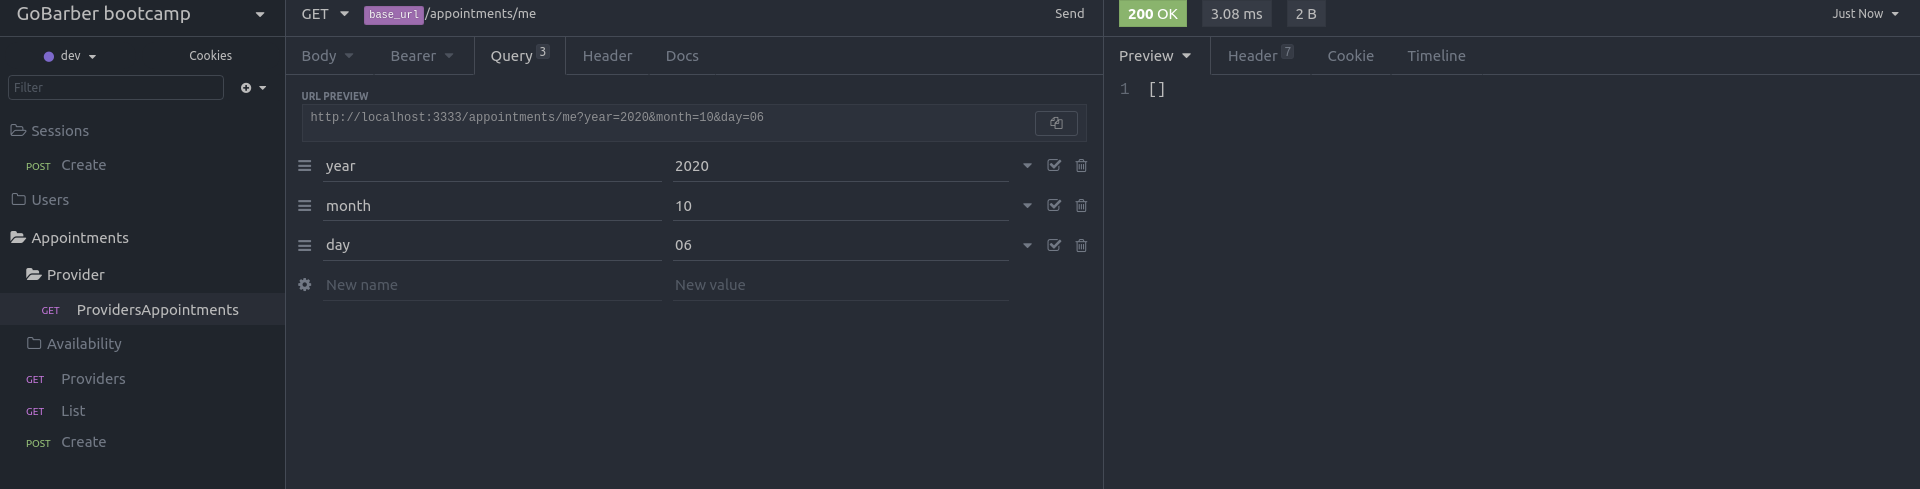 GoBarber bootcamp
dev
Cookies
Filter
Sessions
POST Create
Users
Appointments
Provider
GET ProvidersAppointments
Availability
GET Providers
GET List
POST Create
GET base_url/appointments/me Send
Body Bearer Query 3 Header Docs
URL PREVIEW
http://localhost:3333/appointments/me?year=2020&month=10&day=06
year 2020
month 10
day 06
New name New value
200 OK 3.08 ms 2 B Just Now
Preview Header 7 Cookie Timeline
1 []